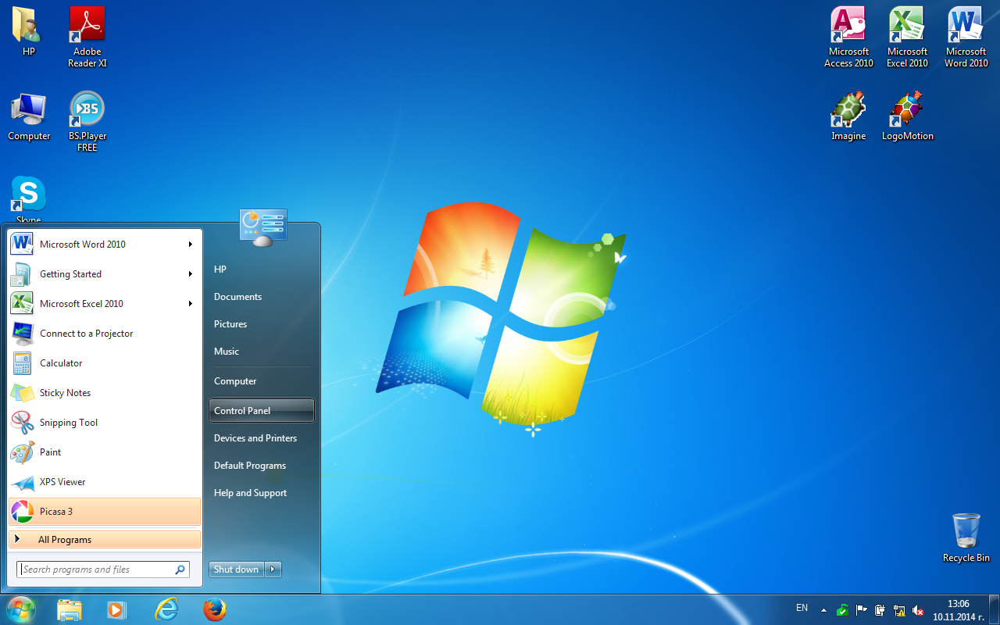 HP
Adobe
Reader XI
Microsoft
Access 2010
Microsoft
Excel 2010
Microsoft
Word 2010
Computer
BS
BS.Player
FREE
Imagine
LogoMotion
Skype
Microsoft Word 2010
Getting Started
Microsoft Excel 2010
Connect to a Projector
Calculator
Sticky Notes
Snipping Tool
Paint
XPS Viewer
Picasa 3
All Programs
Search programs and files
HP
Documents
Pictures
Music
Computer
Control Panel
Devices and Printers
Default Programs
Help and Support
Shut down
Recycle Bin
EN
13:06
10.11.2014 г.